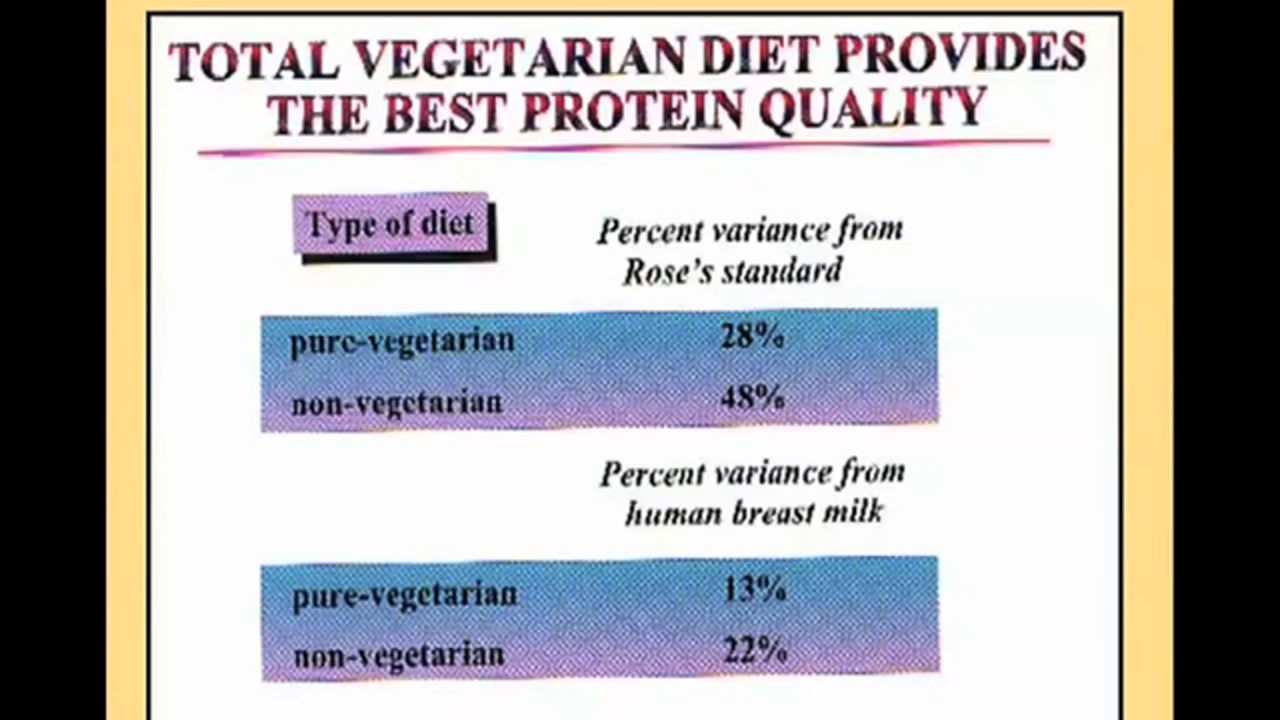 TOTAL VEGETARIAN DIET PROVIDES
THE BEST PROTEIN QUALITY
Type of diet
Percent variance from
Rose's standard
pure-vegetarian 28%
non-vegetarian 48%
Percent variance from
human breast milk
pure-vegetarian 13%
non-vegetarian 22%